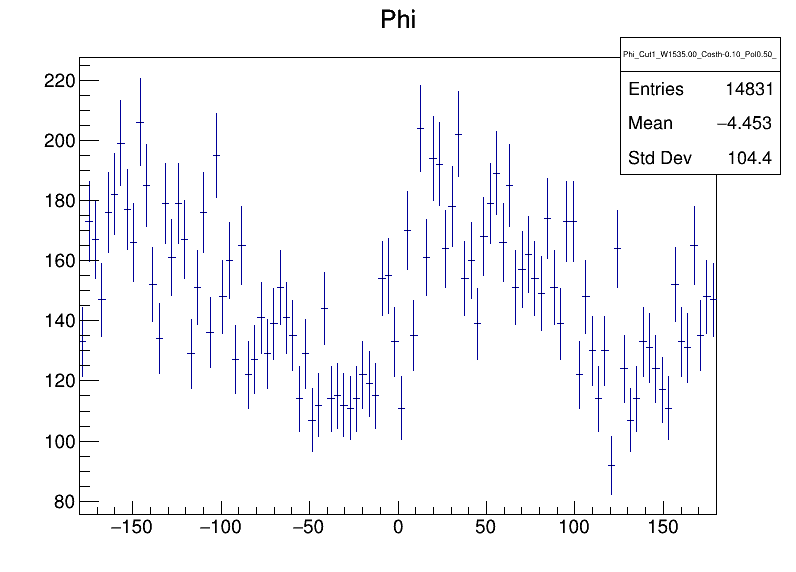 Phi
Phi_Cut1_W1535.00_Costh-0.10_Pol0.50_
Entries 14831
Mean −4.453
Std Dev 104.4
220
200
180
160
140
120
100
80
−150 −100 −50 0 50 100 150